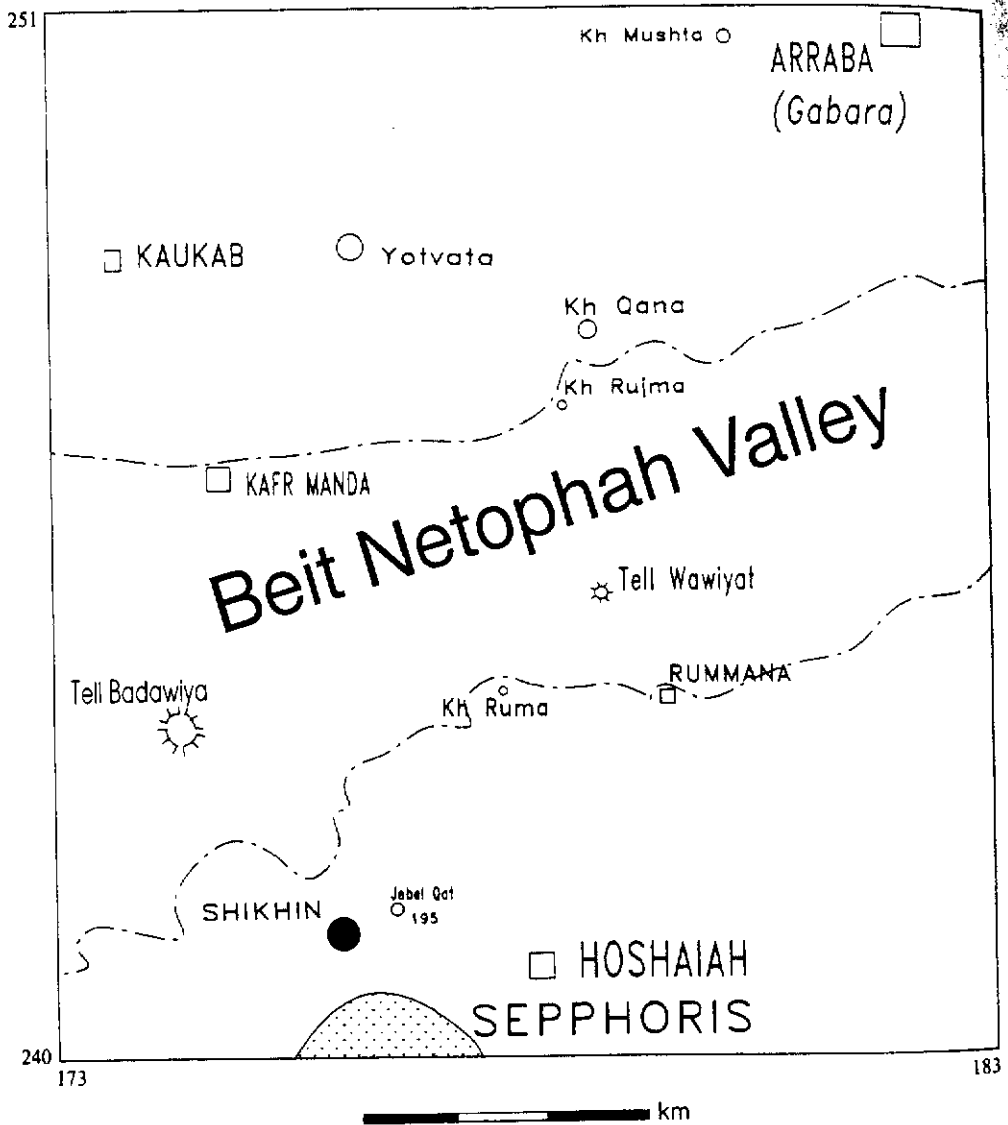 251
Kh Mushta
ARRABA
(Gabara)
KAUKAB
Yotvata
Kh Qana
Kh Rujma
KAFR MANDA
Beit Netophah Valley
Tell Wawiyat
Tell Badawiya
RUMMANA
Kh Ruma
SHIKHIN
Jebel Qat
195
HOSHAIAH
SEPPHORIS
240
173
183
km